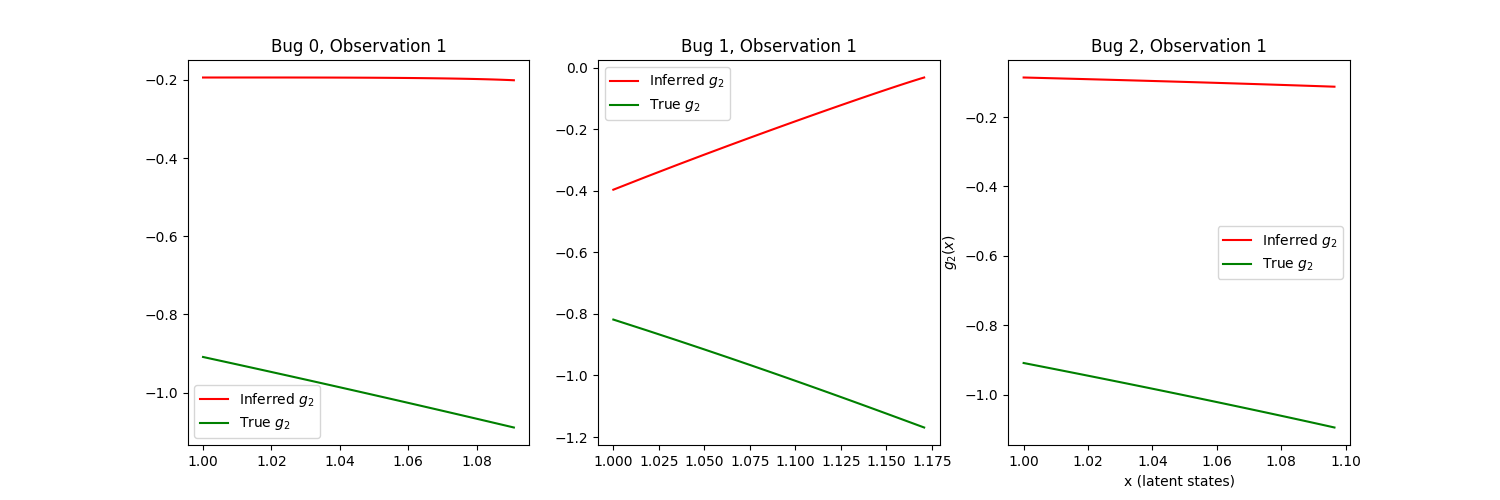 Bug 0, Observation 1
−0.2
−0.4
−0.6
−0.8
−1.0
Inferred g₂
True g₂
1.00 1.02 1.04 1.06 1.08
Bug 1, Observation 1
0.0
−0.2
−0.4
−0.6
−0.8
−1.0
−1.2
Inferred g₂
True g₂
1.000 1.025 1.050 1.075 1.100 1.125 1.150 1.175
Bug 2, Observation 1
g₂(x)
−0.2
−0.4
−0.6
−0.8
−1.0
Inferred g₂
True g₂
1.00 1.02 1.04 1.06 1.08 1.10
x (latent states)